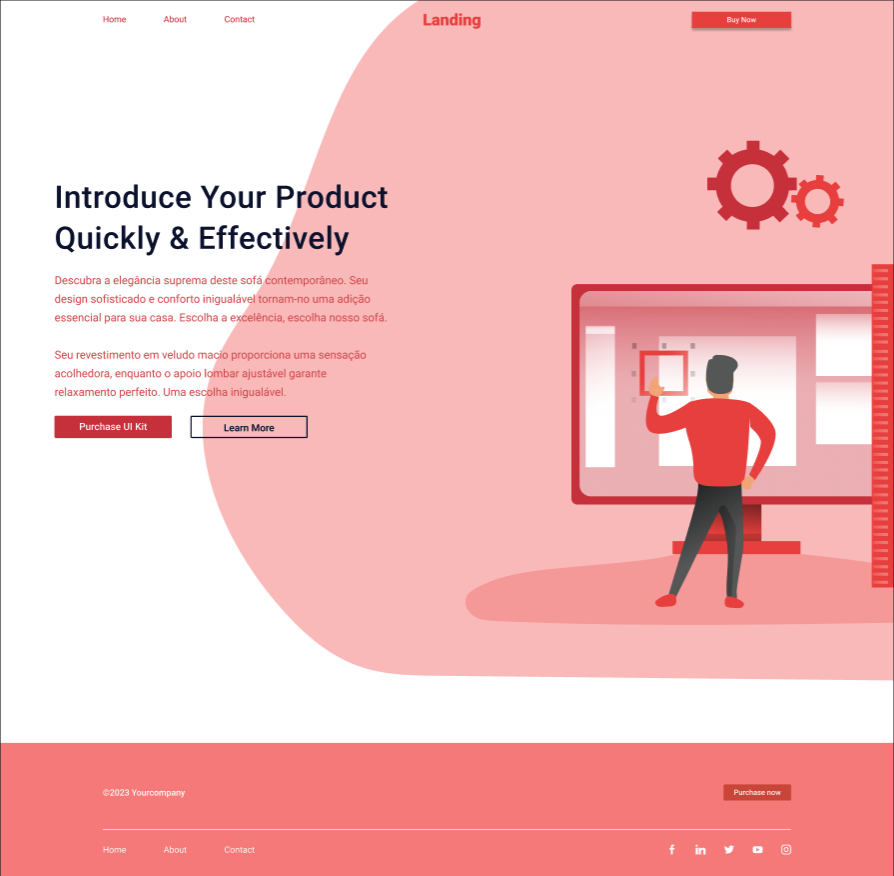 Home About Contact
Landing
Buy Now
Introduce Your Product
Quickly & Effectively
Descubra a elegância suprema deste sofá contemporâneo. Seu
design sofisticado e conforto inigualável tornam-no uma adição
essencial para sua casa. Escolha a excelência, escolha nosso sofá.
Seu revestimento em veludo macio proporciona uma sensação
acolhedora, enquanto o apoio lombar ajustável garante
relaxamento perfeito. Uma escolha inigualável.
Purchase UI Kit
Learn More
©2023 Yourcompany
Purchase now
Home About Contact